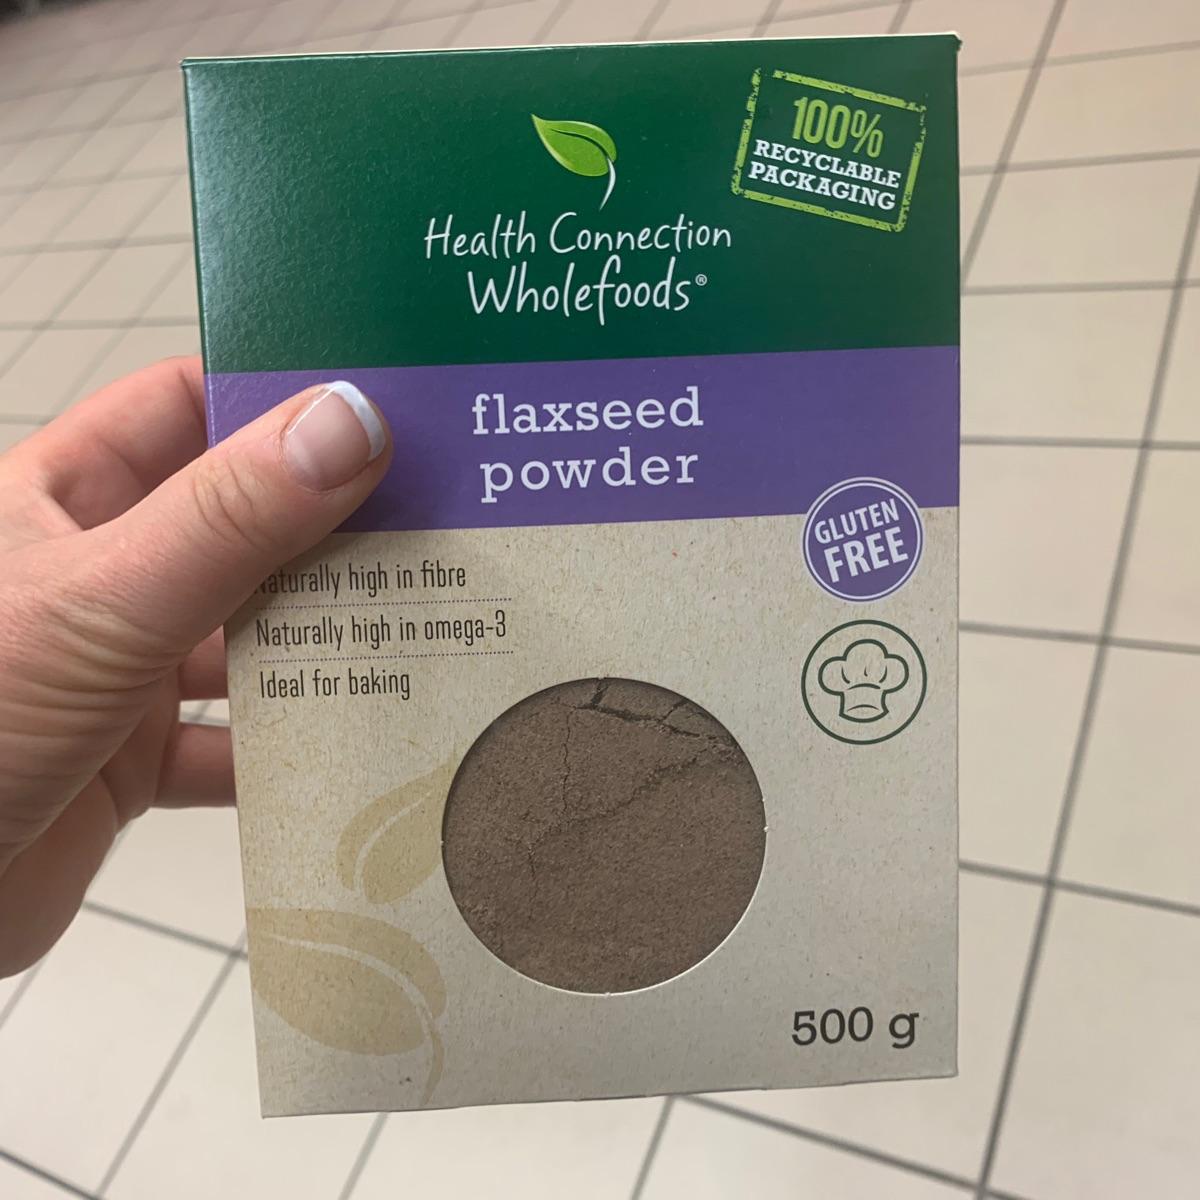 100%
RECYCLABLE
PACKAGING
Health Connection
Wholefoods®
flaxseed
powder
GLUTEN
FREE
Naturally high in fibre
Naturally high in omega-3
Ideal for baking
500 g